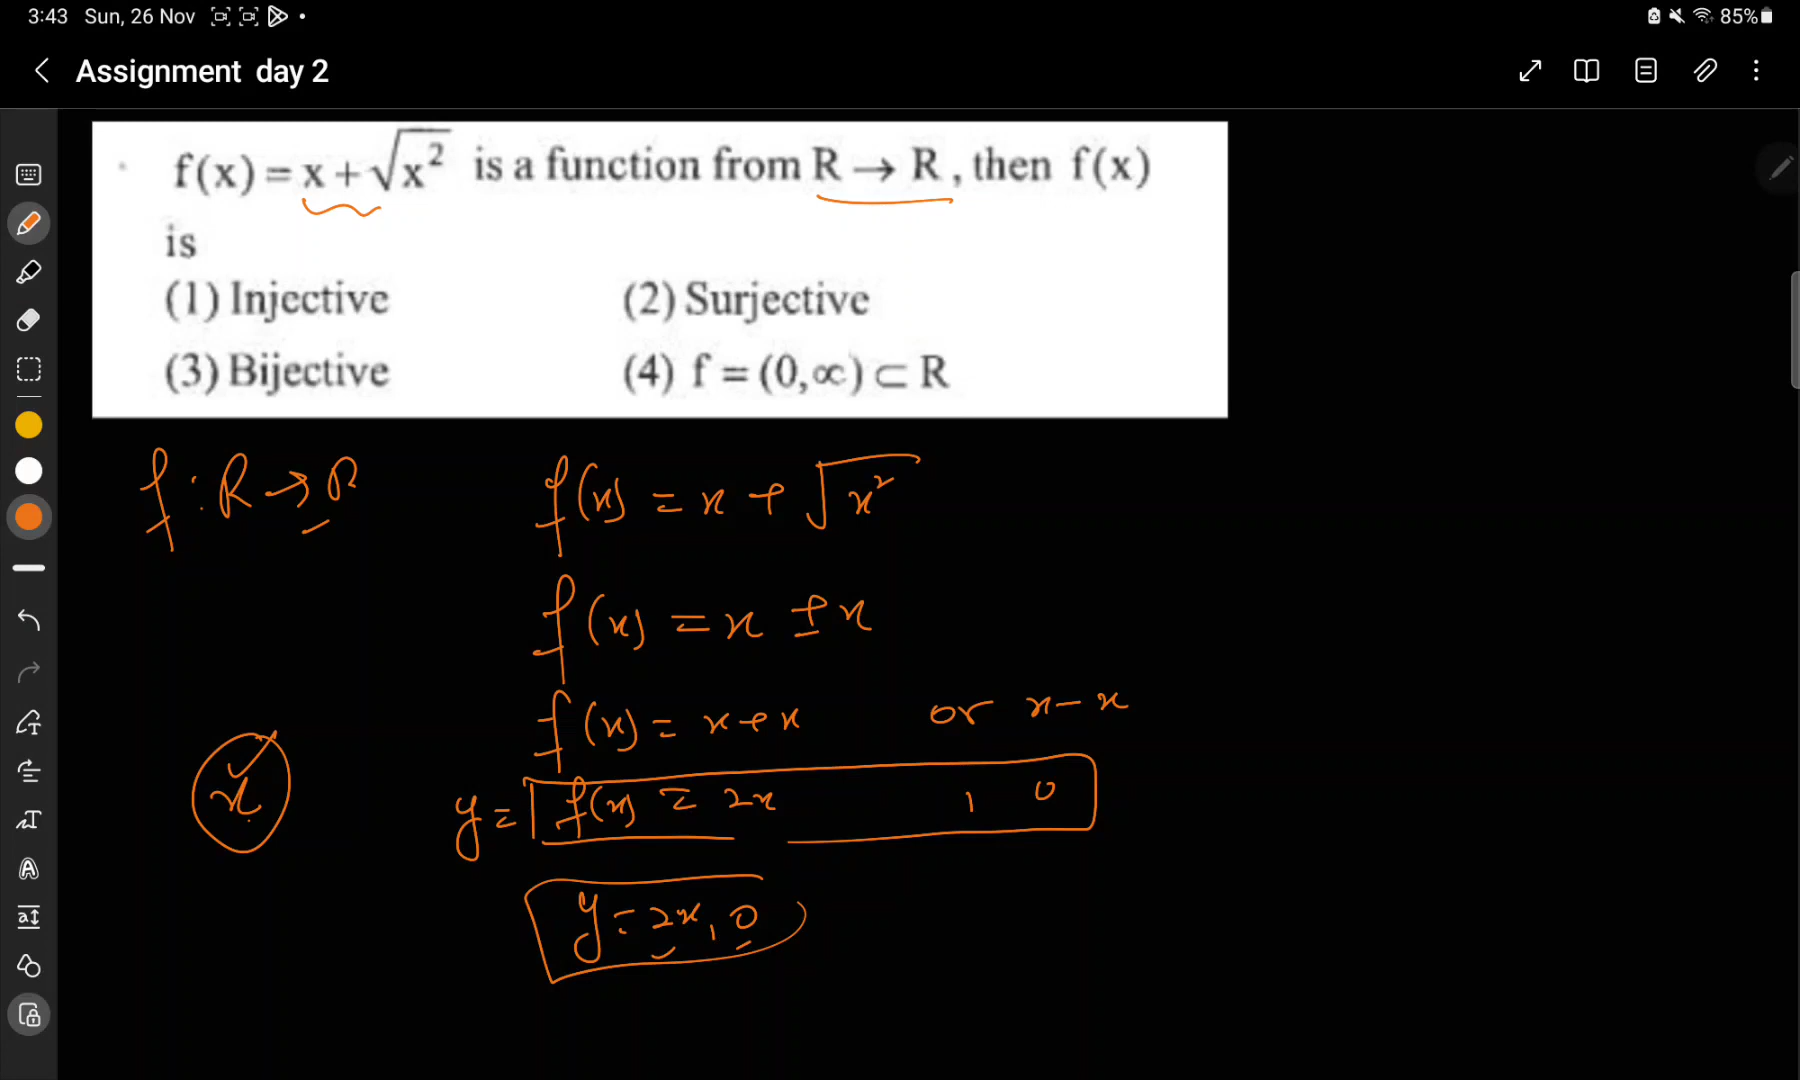 3:43 Sun, 26 Nov
85%
Assignment day 2
f(x) = x + √x² is a function from R → R, then f(x)
is
(1) Injective (2) Surjective
(3) Bijective (4) f = (0, ∞) ⊂ R
f : R → R f(x) = x + √x²
f(x) = x ± x
f(x) = x + x or x - x
x y = f(x) = 2x , 0
y = 2x, 0